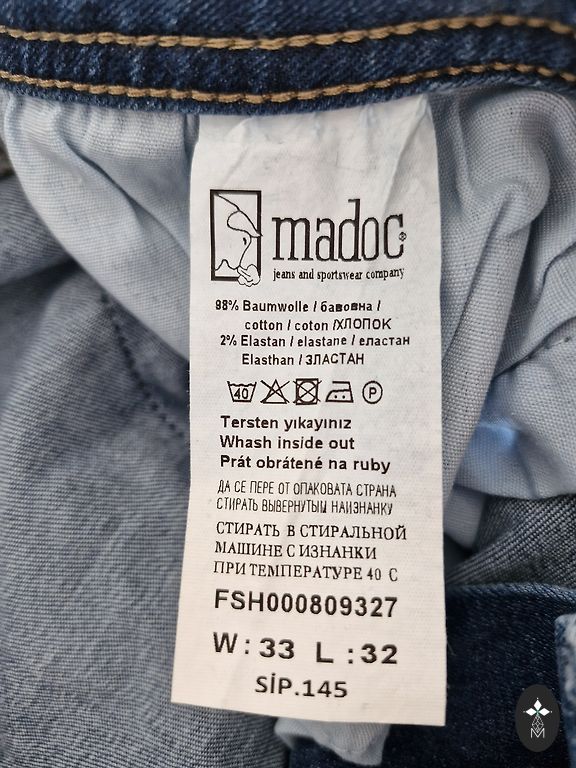 madoc®
jeans and sportswear company
98% Baumwolle / бавовна /
cotton / coton /ХЛОПОК
2% Elastan / elastane / еластан
Elasthan / ЭЛАСТАН
40 P
Tersten yıkayınız
Whash inside out
Prát obrátené na ruby
ДА СЕ ПЕРЕ ОТ ОПАКОВАТА СТРАНА
СТИРАТЬ ВЫВЕРНУТЫМ НАИЗНАНКУ
СТИРАТЬ В СТИРАЛЬНОЙ
МАШИНЕ С ИЗНАНКИ
ПРИ ТЕМПЕРАТУРЕ 40 С
FSH000809327
W : 33 L : 32
SİP.145
M